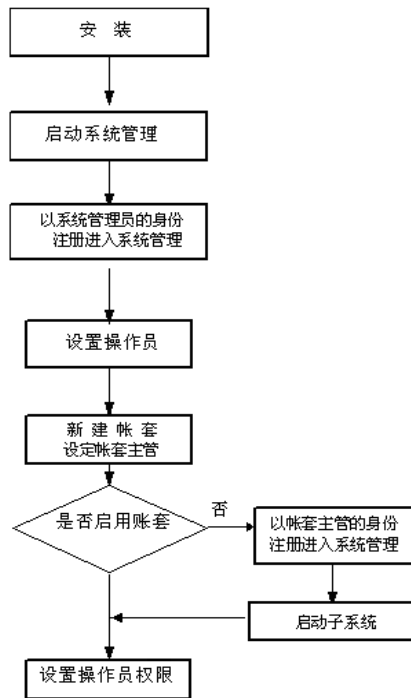 安 装
启动系统管理
以系统管理员的身份
注册进入系统管理
设置操作员
新 建 帐 套
设定帐套主管
是否启用账套
否
以帐套主管的身份
注册进入系统管理
启动子系统
设置操作员权限